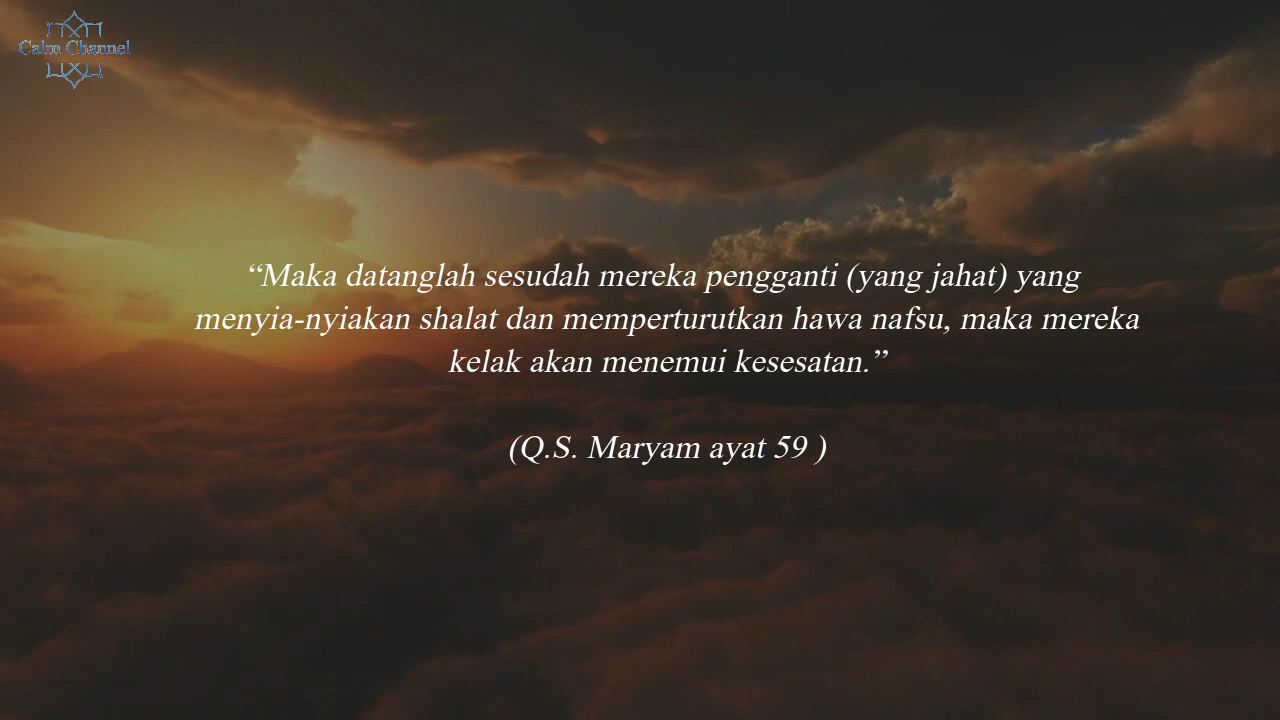 Calm Channel
“Maka datanglah sesudah mereka pengganti (yang jahat) yang
menyia-nyiakan shalat dan memperturutkan hawa nafsu, maka mereka
kelak akan menemui kesesatan.”
(Q.S. Maryam ayat 59 )